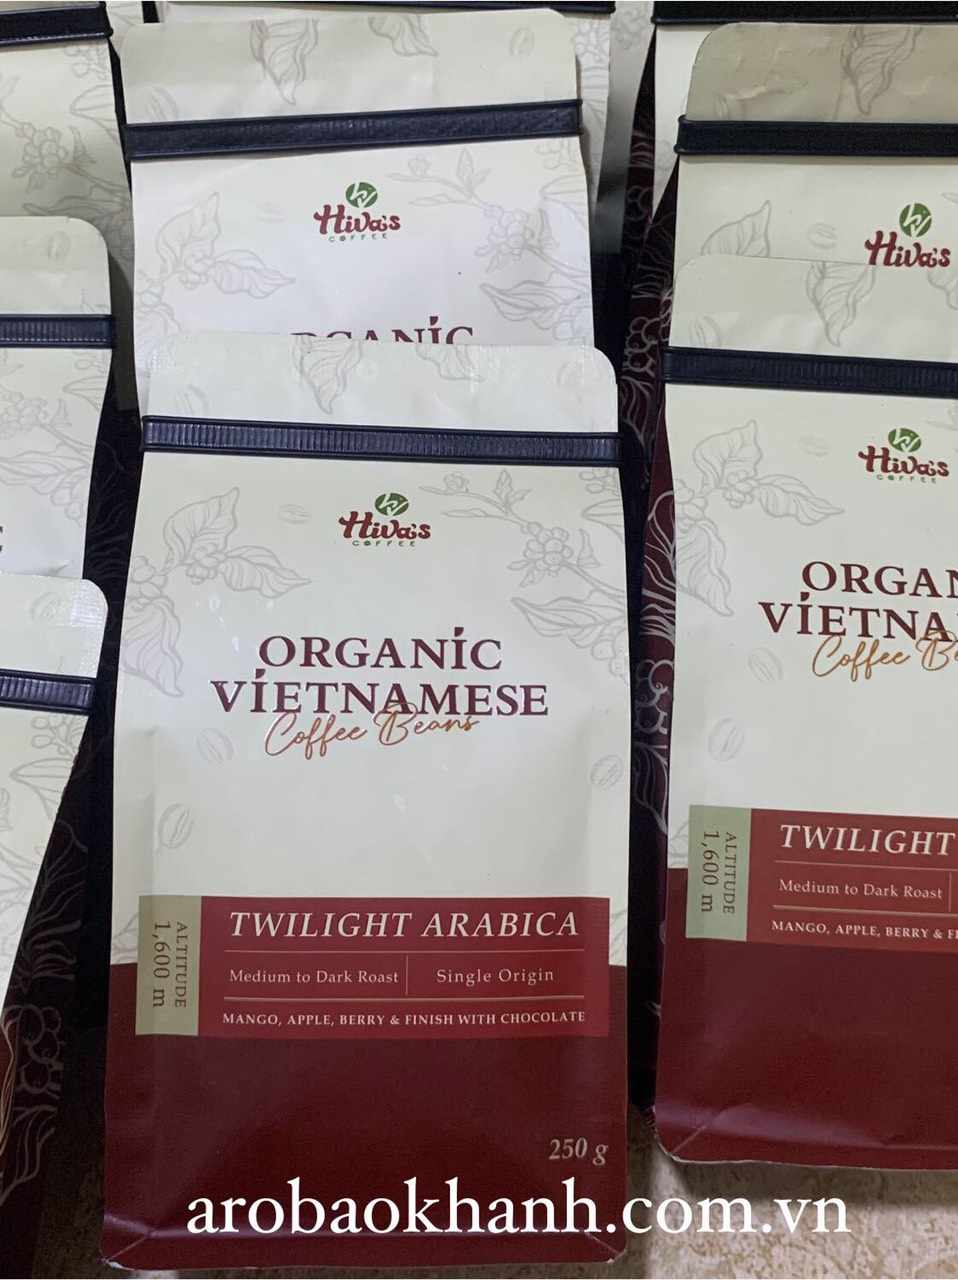 Hiva's
COFFEE
ORGANIC
Hiva's
Hiva's
COFFEE
ORGANIC
VIETNAMESE
Coffee Beans
ALTITUDE
1,600 m
TWILIGHT ARABICA
Medium to Dark Roast
Single Origin
MANGO, APPLE, BERRY & FINISH WITH CHOCOLATE
250 g
Hiva's
COFFEE
ORGAN
VIETNA
Coffee Be
ALTITUDE
1,600 m
TWILIGHT
Medium to Dark Roast
MANGO, APPLE, BERRY & FI
arobaokhanh.com.vn